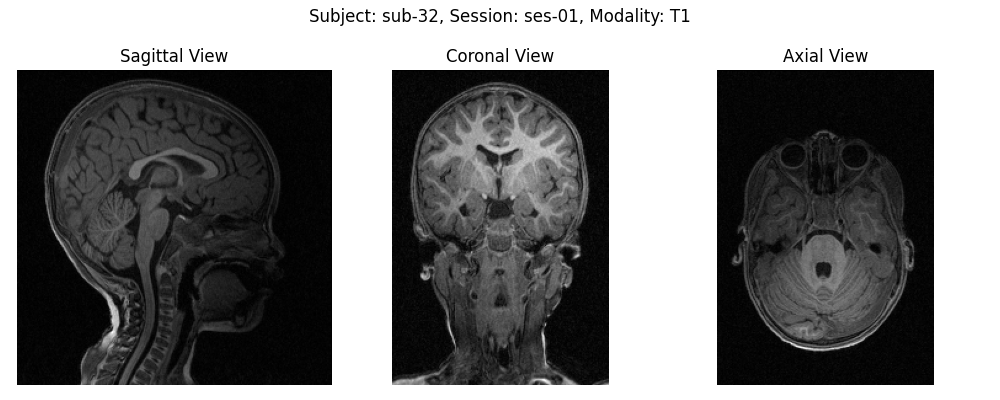 Subject: sub-32, Session: ses-01, Modality: T1
Sagittal View
Coronal View
Axial View